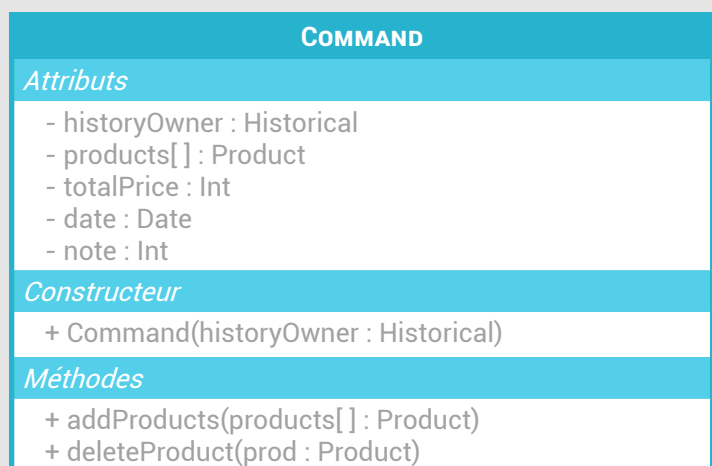 COMMAND
Attributs
- historyOwner : Historical
- products[ ] : Product
- totalPrice : Int
- date : Date
- note : Int
Constructeur
+ Command(historyOwner : Historical)
Méthodes
+ addProducts(products[ ] : Product)
+ deleteProduct(prod : Product)